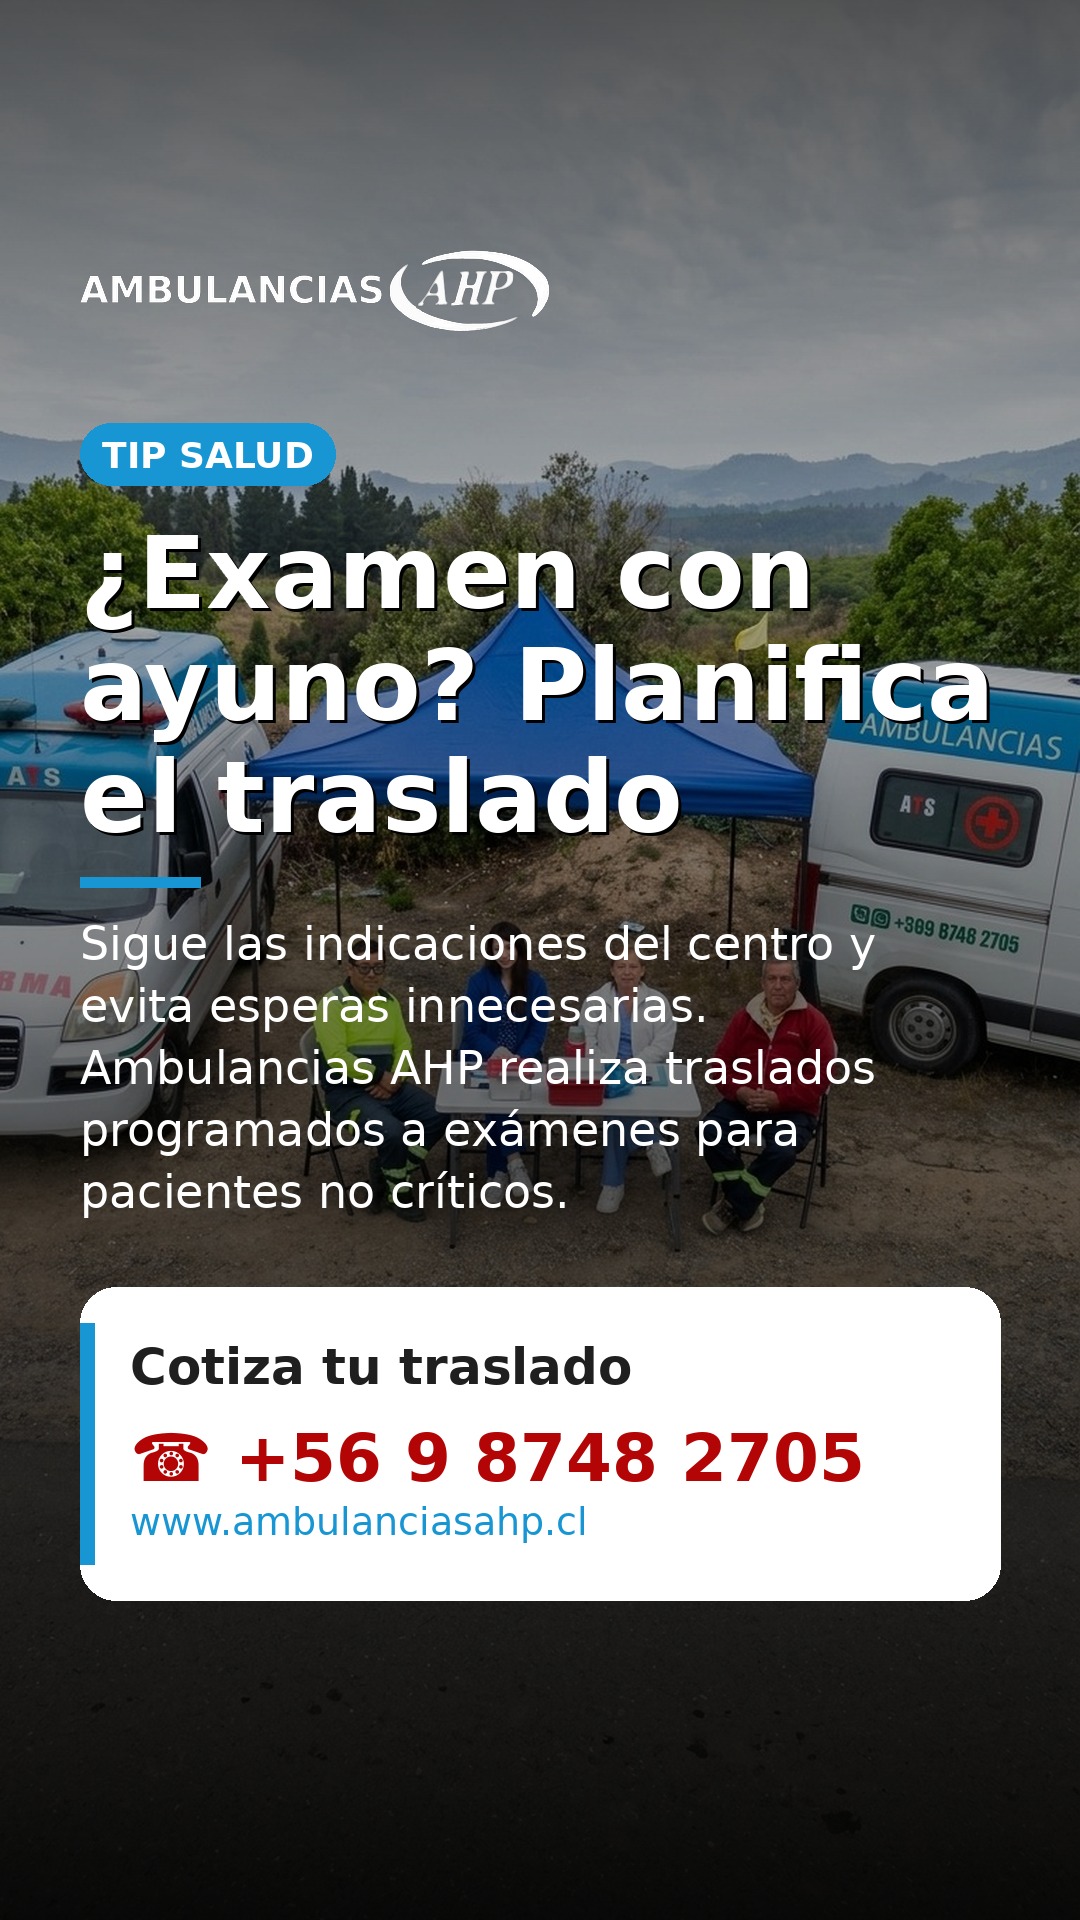 AMBULANCIAS AHP
TIP SALUD
¿Examen con
ayuno? Planifica
el traslado
AMBULANCIAS
ATS
ATS
+399 8748 2705
RMA
Sigue las indicaciones del centro y
evita esperas innecesarias.
Ambulancias AHP realiza traslados
programados a exámenes para
pacientes no críticos.
Cotiza tu traslado
☎ +56 9 8748 2705
www.ambulanciasahp.cl